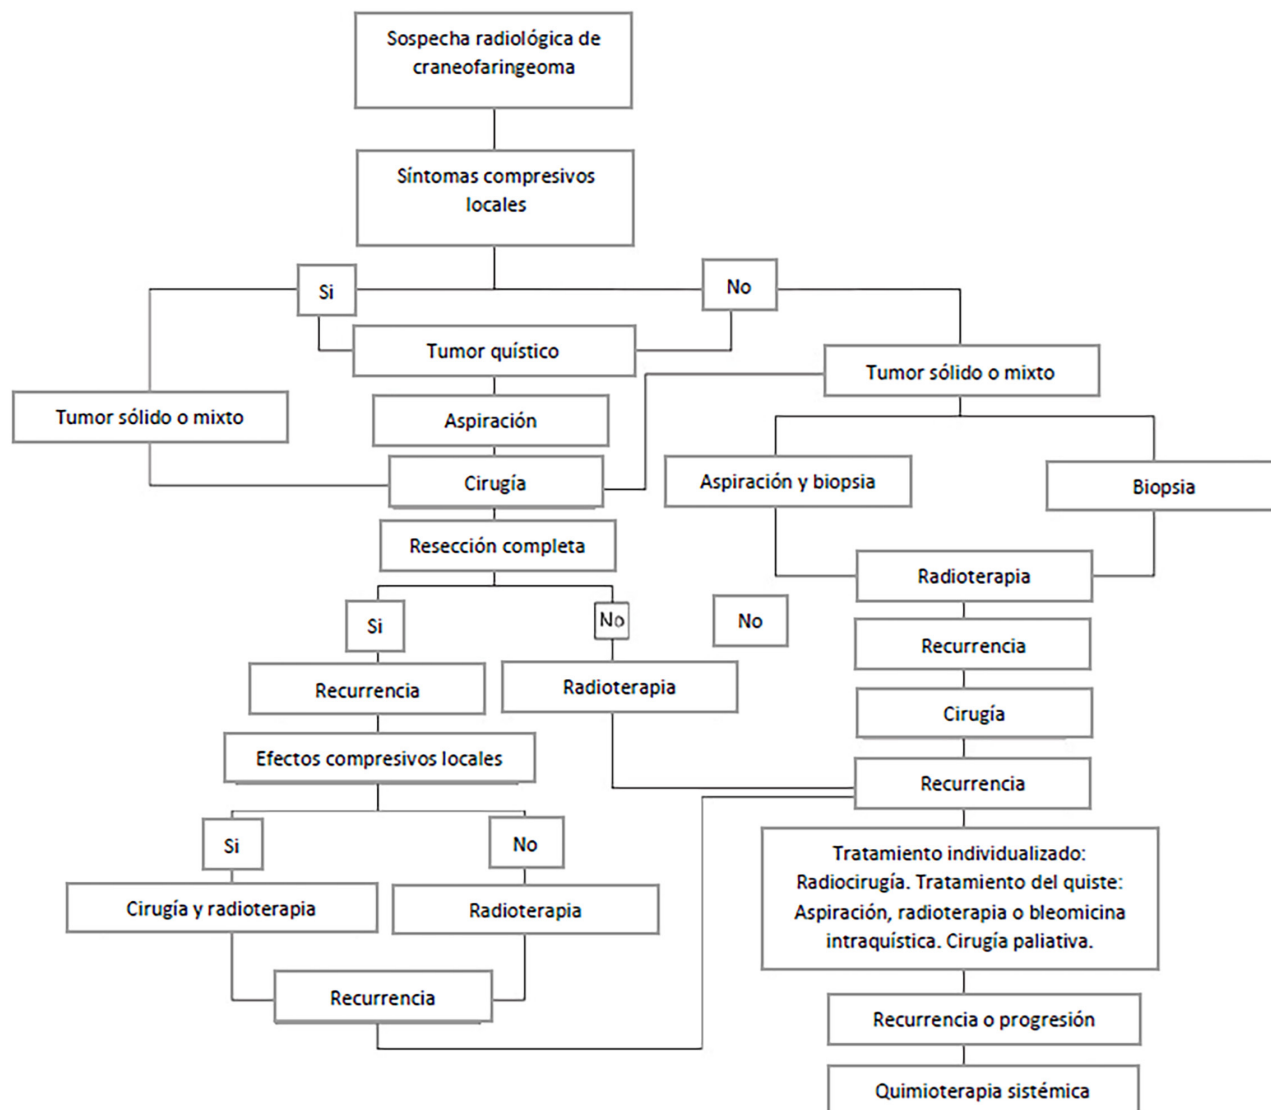 Sospecha radiológica de
craneofaringeoma
Síntomas compresivos
locales
Si
No
Tumor quístico
Tumor sólido o mixto
Tumor sólido o mixto
Aspiración
Cirugía
Aspiración y biopsia
Biopsia
Resección completa
Radioterapia
Si
No
No
Recurrencia
Recurrencia
Radioterapia
Cirugía
Efectos compresivos locales
Recurrencia
Si
No
Tratamiento individualizado:
Radiocirugía. Tratamiento del quiste:
Aspiración, radioterapia o bleomicina
intraquística. Cirugía paliativa.
Cirugía y radioterapia
Radioterapia
Recurrencia
Recurrencia o progresión
Quimioterapia sistémica